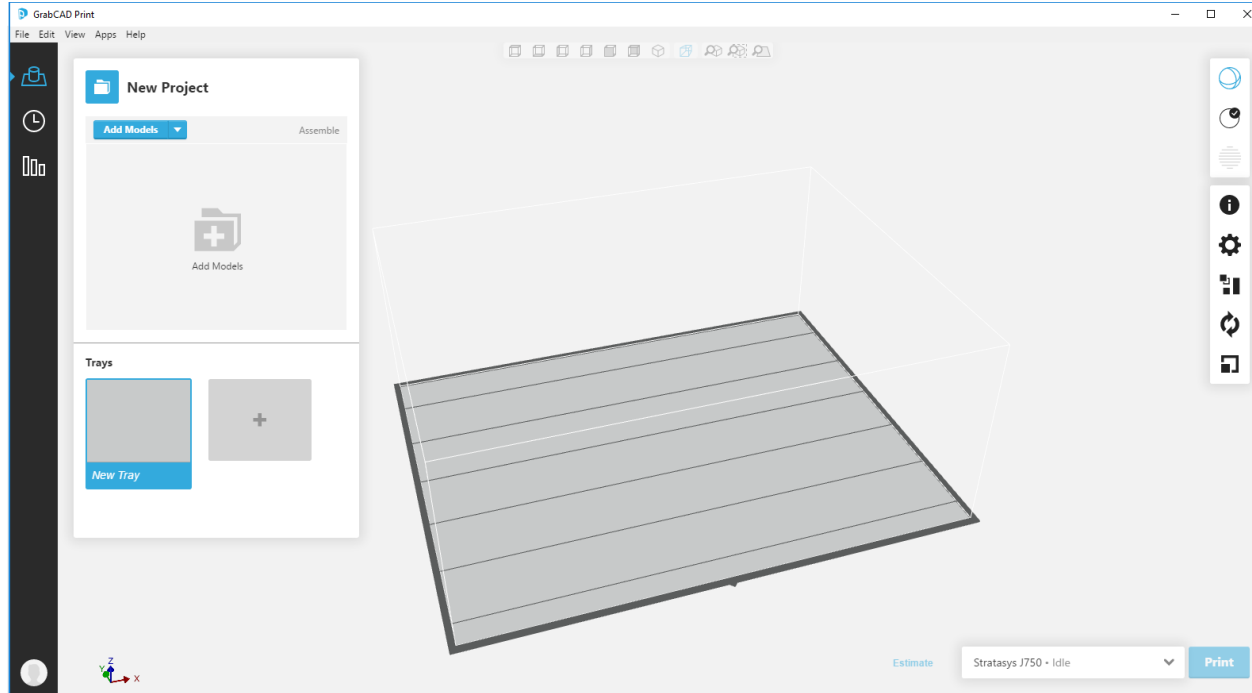 GrabCAD Print
File Edit View Apps Help
New Project
Add Models
Assemble
Add Models
Trays
New Tray
Z
Y
X
Estimate
Stratasys J750 • Idle
Print